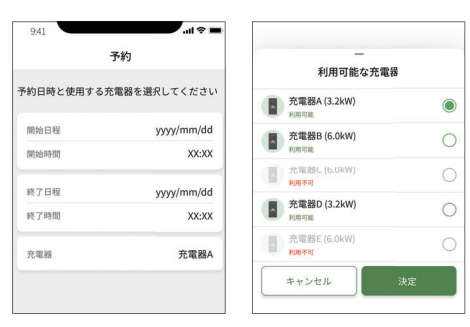 9:41
予約
予約日時と使用する充電器を選択してください
開始日程 yyyy/mm/dd
開始時間 XX:XX
終了日程 yyyy/mm/dd
終了時間 XX:XX
充電器 充電器A
利用可能な充電器
充電器A (3.2kW)
利用可能
充電器B (6.0kW)
利用可能
充電器C (6.0kW)
利用不可
充電器D (3.2kW)
利用可能
充電器E (6.0kW)
利用不可
キャンセル 決定